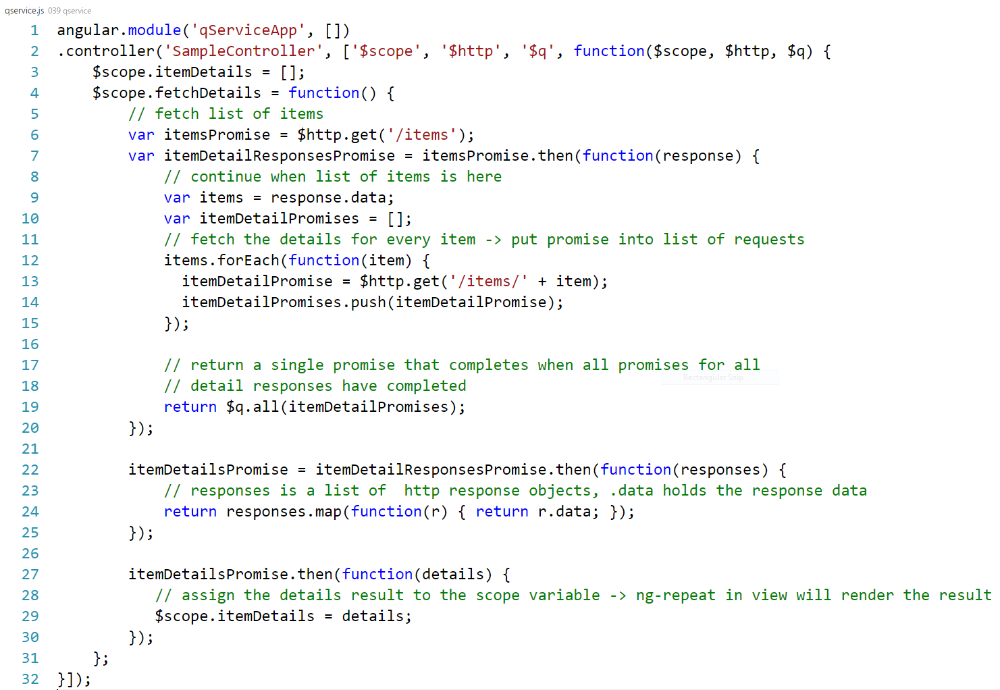 qservice.js 039 qservice
1 angular.module('qServiceApp', [])
2 .controller('SampleController', ['$scope', '$http', '$q', function($scope, $http, $q) {
3     $scope.itemDetails = [];
4     $scope.fetchDetails = function() {
5         // fetch list of items
6         var itemsPromise = $http.get('/items');
7         var itemDetailResponsesPromise = itemsPromise.then(function(response) {
8             // continue when list of items is here
9             var items = response.data;
10             var itemDetailPromises = [];
11             // fetch the details for every item -> put promise into list of requests
12             items.forEach(function(item) {
13               itemDetailPromise = $http.get('/items/' + item);
14               itemDetailPromises.push(itemDetailPromise);
15             });
16
17             // return a single promise that completes when all promises for all
Rectangular Snip
18             // detail responses have completed
19             return $q.all(itemDetailPromises);
20         });
21
22         itemDetailsPromise = itemDetailResponsesPromise.then(function(responses) {
23             // responses is a list of  http response objects, .data holds the response data
24             return responses.map(function(r) { return r.data; });
25         });
26
27         itemDetailsPromise.then(function(details) {
28            // assign the details result to the scope variable -> ng-repeat in view will render the result
29            $scope.itemDetails = details;
30         });
31     };
32 }]);